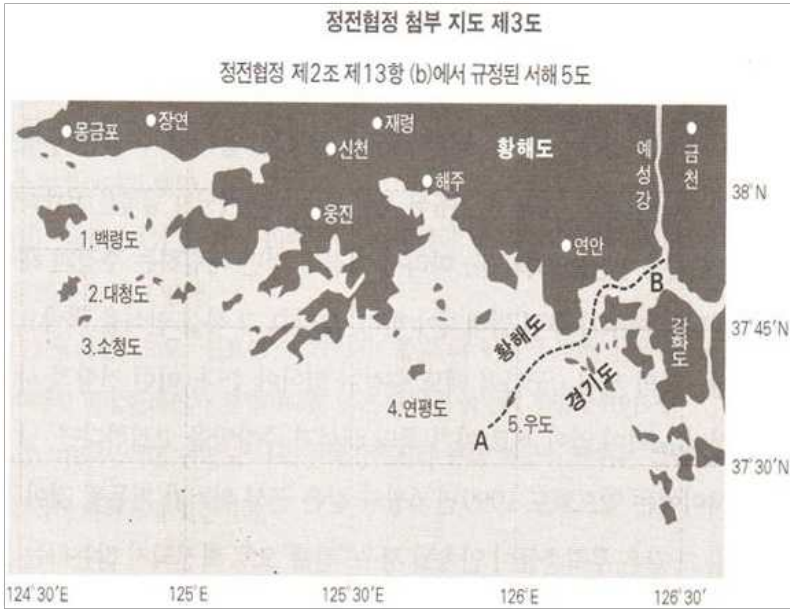 정전협정 첨부 지도 제3도
정전협정 제2조 제13항 (b)에서 규정된 서해 5도
몽금포
장연
재령
신천
황해도
예성강
금천
해주
38°N
웅진
1.백령도
연안
2.대청도
B
3.소청도
황해도
강화도
37°45′N
경기도
4.연평도
5.우도
A
37°30′N
124°30′E
125°E
125°30′E
126°E
126°30′